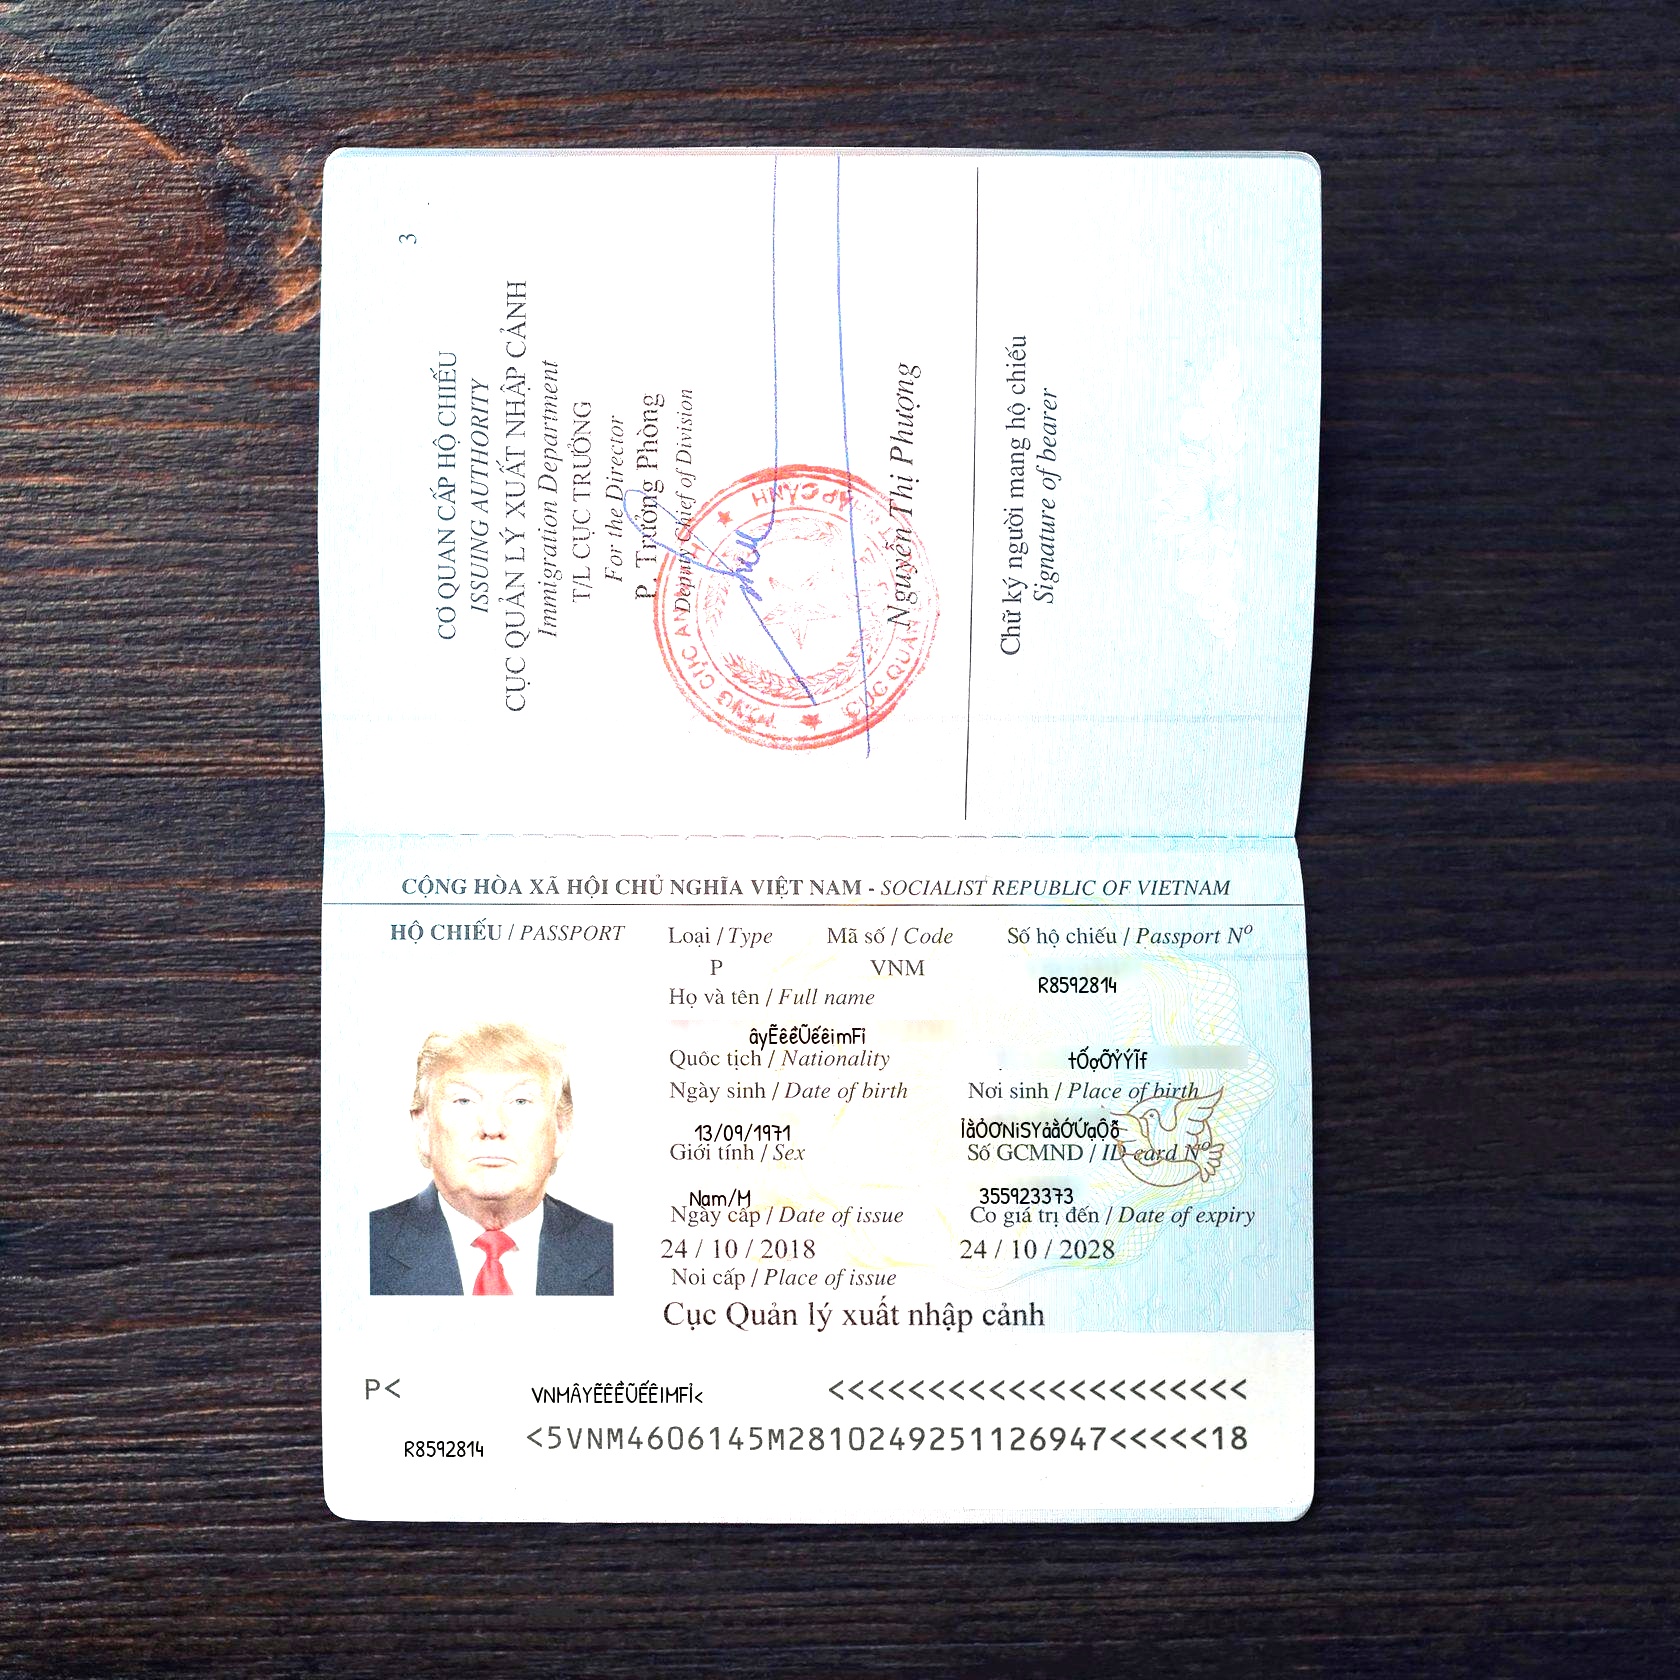 3
CƠ QUAN CẤP HỘ CHIẾU
ISSUING AUTHORITY
CỤC QUẢN LÝ XUẤT NHẬP CẢNH
Immigration Department
T/L CỤC TRƯỞNG
For the Director
P. Trưởng Phòng
Deputy Chief of Division
Nguyễn Thị Phượng
Chữ ký người mang hộ chiếu
Signature of bearer
CỘNG HÒA XÃ HỘI CHỦ NGHĨA VIỆT NAM - SOCIALIST REPUBLIC OF VIETNAM
HỘ CHIẾU / PASSPORT Loại / Type Mã số / Code Số hộ chiếu / Passport Nº
P VNM R8592814
Họ và tên / Full name
âyẼêềŨếêimFỉ
Quốc tịch / Nationality tỐợỠỶÝĨf
Ngày sinh / Date of birth Nơi sinh / Place of birth
13/09/1971 ÌằÒƠNiSYảằỚỨạỘỗ
Giới tính / Sex Số GCMND / ID card Nº
Nam/M 355923373
Ngày cấp / Date of issue Có giá trị đến / Date of expiry
24 / 10 / 2018 24 / 10 / 2028
Nơi cấp / Place of issue
Cục Quản lý xuất nhập cảnh
P< VNMÂYẼÊỀŨẾÊIMFỈ< <<<<<<<<<<<<<<<<<<<<<
R8592814 <5VNM4606145M2810249251126947<<<<<18